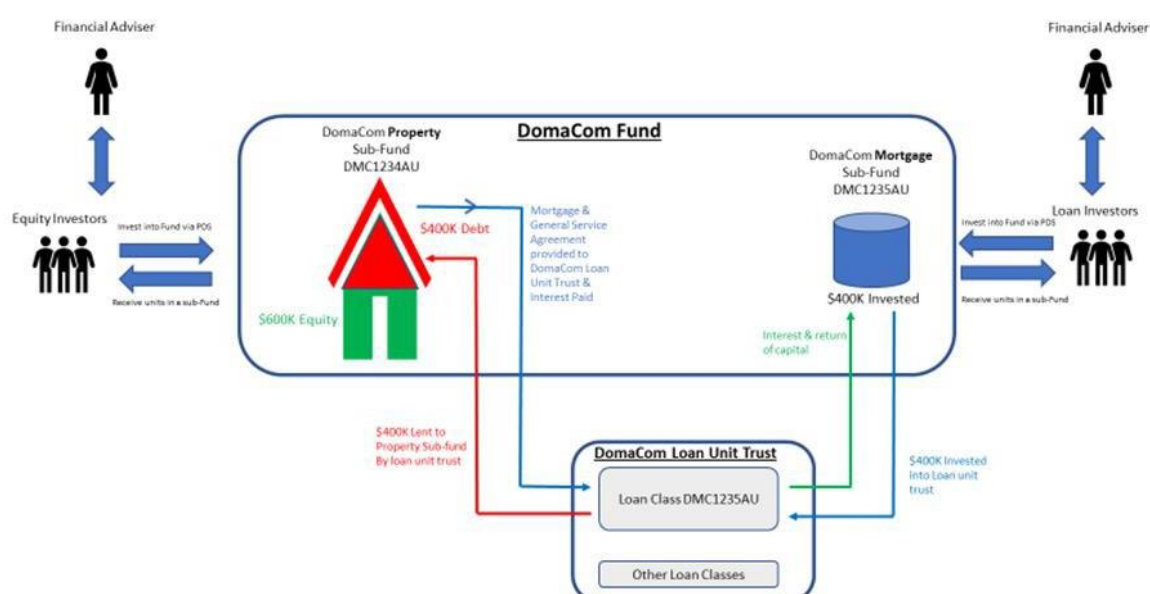 Financial Adviser
Financial Adviser
DomaCom Fund
DomaCom Property
Sub-Fund
DMC1234AU
DomaCom Mortgage
Sub-Fund
DMC1235AU
Equity Investors
Invest into Fund via PDS
Receive units in a sub-Fund
$400K Debt
$600K Equity
Mortgage &
General Service
Agreement
provided to
DomaCom Loan
Unit Trust &
Interest Paid
$400K Invested
Loan Investors
Invest into Fund via PDS
Receive units in a sub-Fund
Interest & return
of capital
$400K Lent to
Property Sub-fund
By loan unit trust
DomaCom Loan Unit Trust
Loan Class DMC1235AU
Other Loan Classes
$400K Invested
into Loan unit
trust